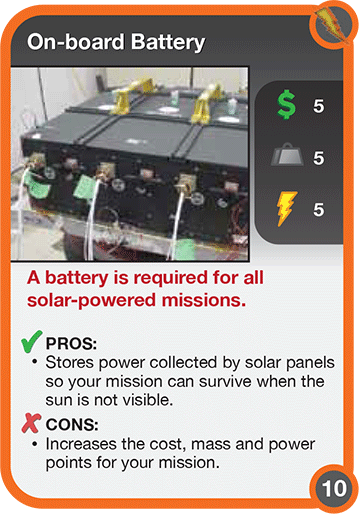 On-board Battery
$ 5
5
5
A battery is required for all
solar-powered missions.
PROS:
• Stores power collected by solar panels
so your mission can survive when the
sun is not visible.
CONS:
• Increases the cost, mass and power
points for your mission.
10